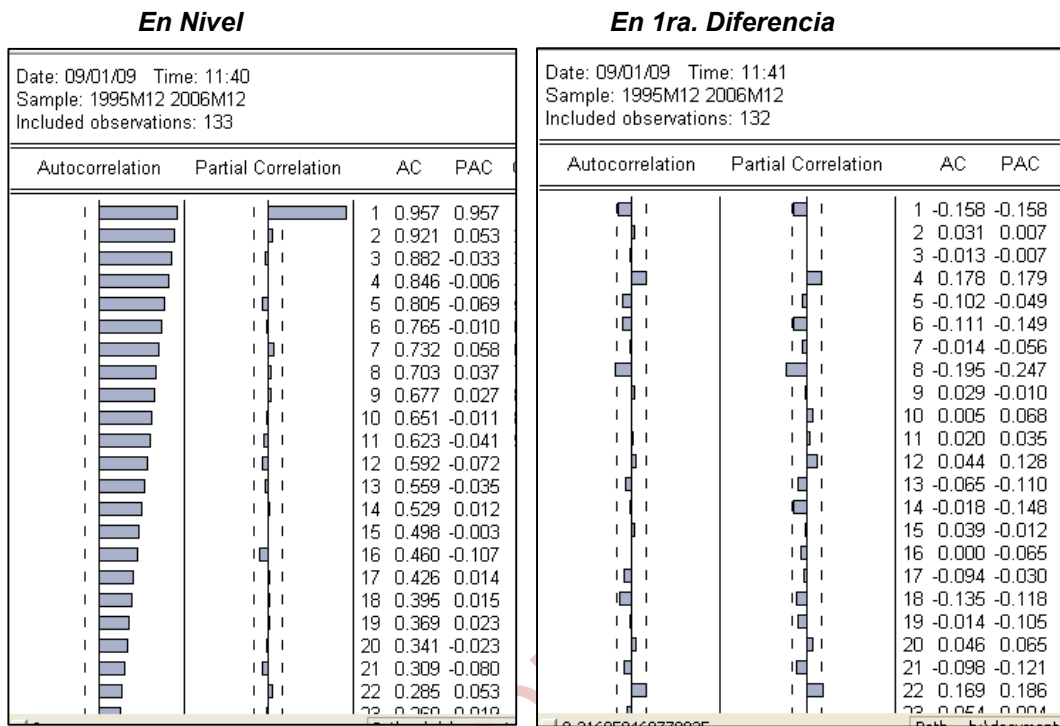 En Nivel
En 1ra. Diferencia
Date: 09/01/09 Time: 11:40
Sample: 1995M12 2006M12
Included observations: 133
Autocorrelation Partial Correlation AC PAC
1 0.957 0.957
2 0.921 0.053
3 0.882 -0.033
4 0.846 -0.006
5 0.805 -0.069
6 0.765 -0.010
7 0.732 0.058
8 0.703 0.037
9 0.677 0.027
10 0.651 -0.011
11 0.623 -0.041
12 0.592 -0.072
13 0.559 -0.035
14 0.529 0.012
15 0.498 -0.003
16 0.460 -0.107
17 0.426 0.014
18 0.395 0.015
19 0.369 0.023
20 0.341 -0.023
21 0.309 -0.080
22 0.285 0.053
Date: 09/01/09 Time: 11:41
Sample: 1995M12 2006M12
Included observations: 132
Autocorrelation Partial Correlation AC PAC
1 -0.158 -0.158
2 0.031 0.007
3 -0.013 -0.007
4 0.178 0.179
5 -0.102 -0.049
6 -0.111 -0.149
7 -0.014 -0.056
8 -0.195 -0.247
9 0.029 -0.010
10 0.005 0.068
11 0.020 0.035
12 0.044 0.128
13 -0.065 -0.110
14 -0.018 -0.148
15 0.039 -0.012
16 0.000 -0.065
17 -0.094 -0.030
18 -0.135 -0.118
19 -0.014 -0.105
20 0.046 0.065
21 -0.098 -0.121
22 0.169 0.186